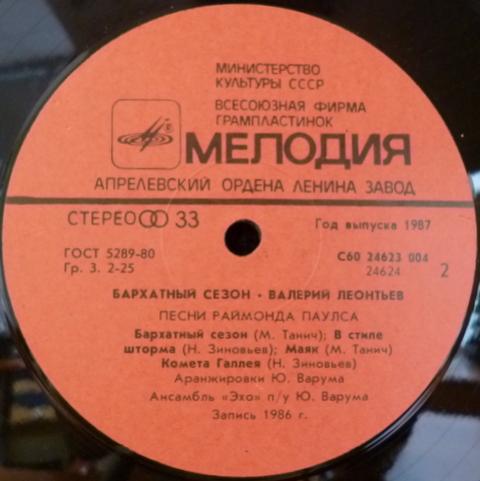 МИНИСТЕРСТВО
КУЛЬТУРЫ СССР
ВСЕСОЮЗНАЯ ФИРМА
ГРАМПЛАСТИНОК
МЕЛОДИЯ
АПРЕЛЕВСКИЙ ОРДЕНА ЛЕНИНА ЗАВОД
СТЕРЕО 33
Год выпуска 1987
ГОСТ 5289-80
Гр. 3. 2-25
С60 24623 004
24624
2
БАРХАТНЫЙ СЕЗОН · ВАЛЕРИЙ ЛЕОНТЬЕВ
ПЕСНИ РАЙМОНДА ПАУЛСА
Бархатный сезон (М. Танич); В стиле
шторма (Н. Зиновьев); Маяк (М. Танич)
Комета Галлея (Н. Зиновьев)
Аранжировки Ю. Варума
Ансамбль «Эхо» п/у Ю. Варума
Запись 1986 г.